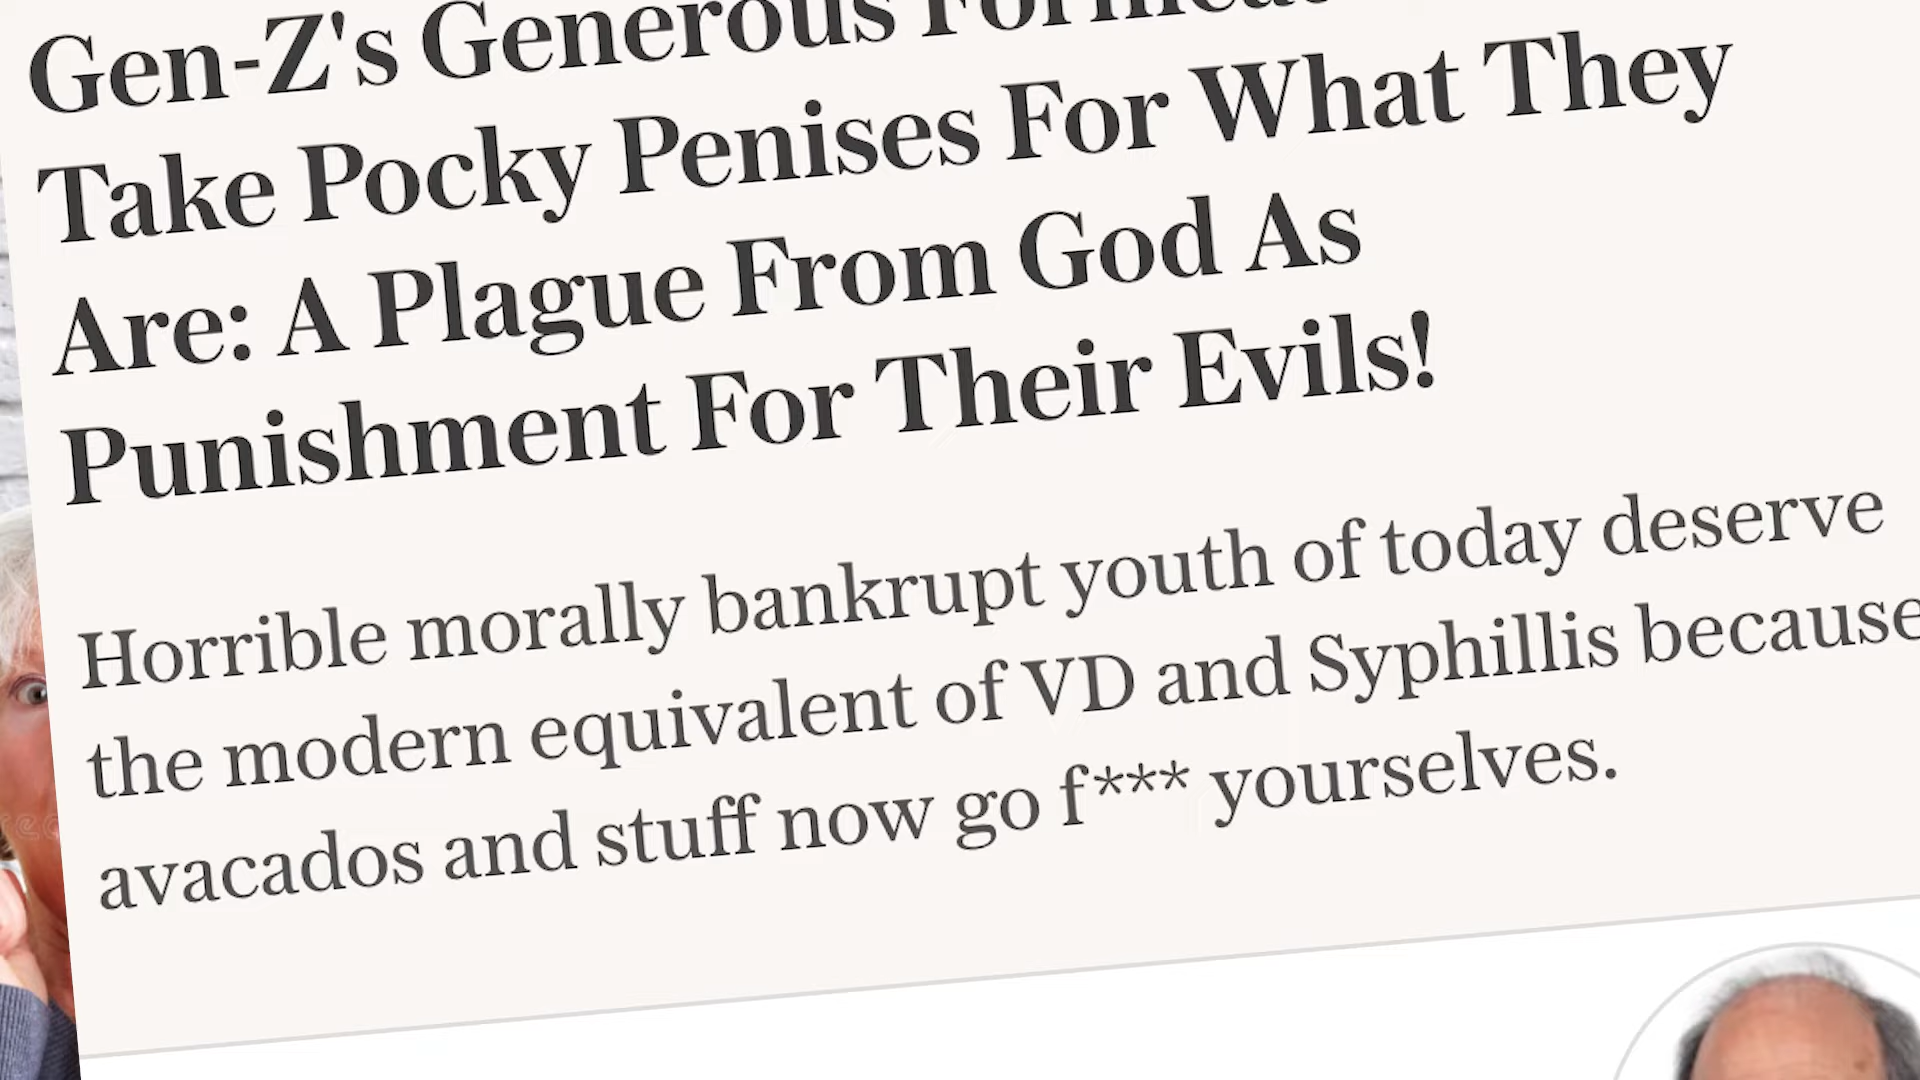 Gen-Z's Generous
Take Pocky Penises For What They
Are: A Plague From God As
Punishment For Their Evils!
Horrible morally bankrupt youth of today deserve
the modern equivalent of VD and Syphillis because
avacados and stuff now go f*** yourselves.